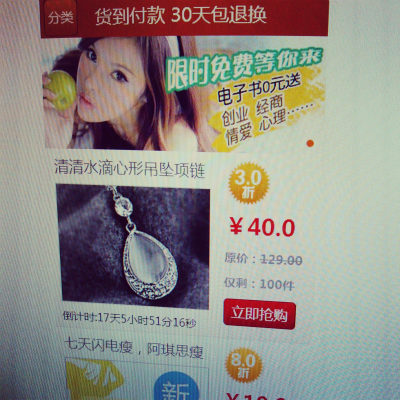 分类
货到付款 30天包退换
限时免费等你来
电子书0元送
创业 经商
情爱 心理......
清清水滴心形吊坠项链
3.0
折
￥40.0
原价：129.00
仅剩：100件
倒计时:17天5小时51分16秒
立即抢购
七天闪电瘦，阿琪思瘦
8.0
折
新